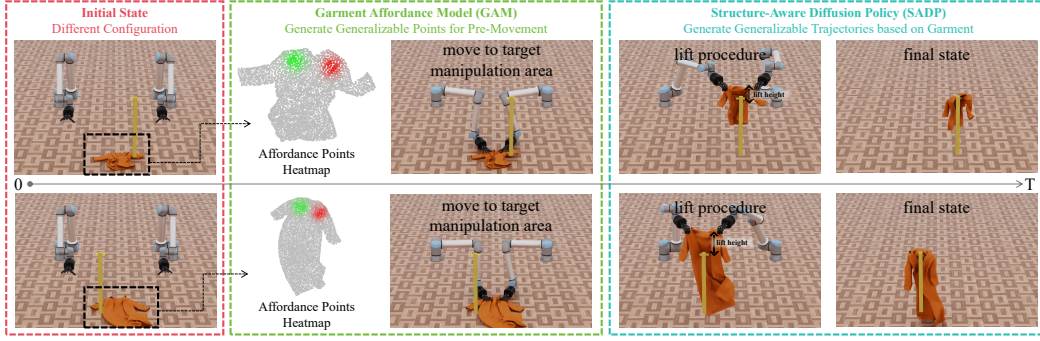 Initial State
Different Configuration
Garment Affordance Model (GAM)
Generate Generalizable Points for Pre-Movement
Structure-Aware Diffusion Policy (SADP)
Generate Generalizable Trajectories based on Garment
Affordance Points
Heatmap
move to target
manipulation area
lift procedure
lift height
final state
0
T
Affordance Points
Heatmap
move to target
manipulation area
lift procedure
lift height
final state